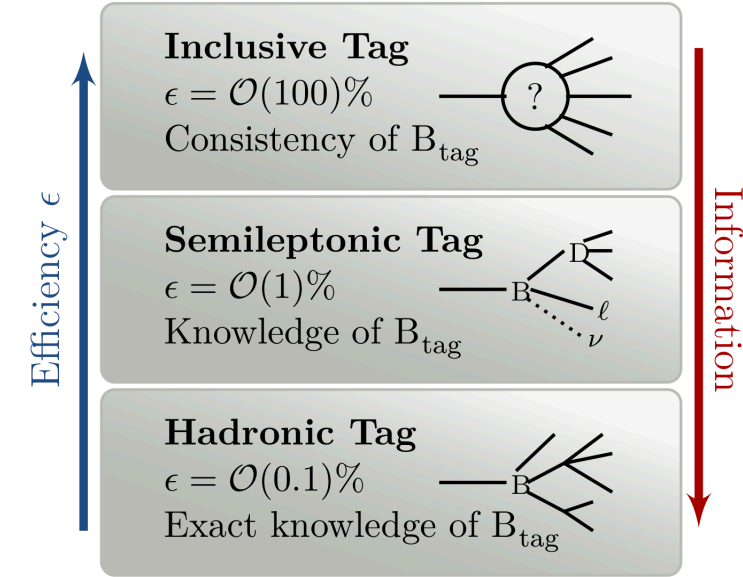 Efficiency ϵ
Inclusive Tag
ϵ = O(100)%
Consistency of B_tag
?
Semileptonic Tag
ϵ = O(1)%
Knowledge of B_tag
B
D
ℓ
ν
Hadronic Tag
ϵ = O(0.1)%
Exact knowledge of B_tag
B
Information